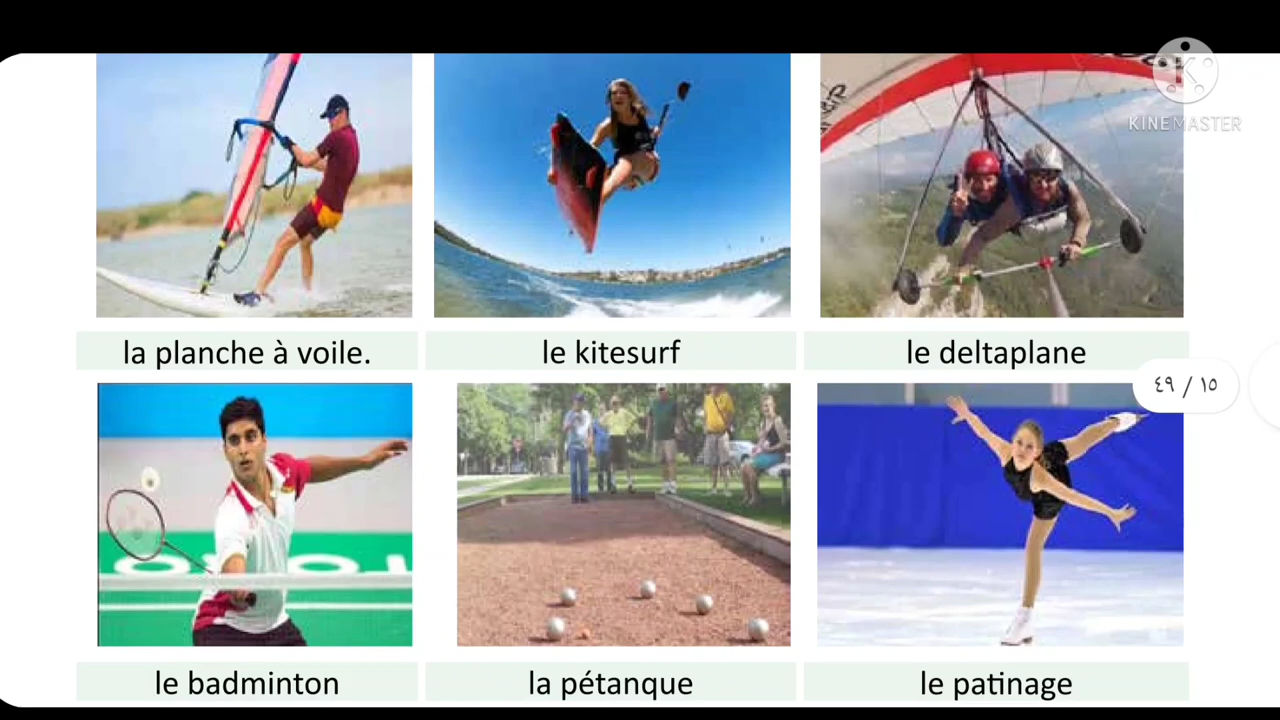 KINEMASTER
la planche à voile.
le kitesurf
le deltaplane
٤٩ / ١٥
le badminton
la pétanque
le patinage